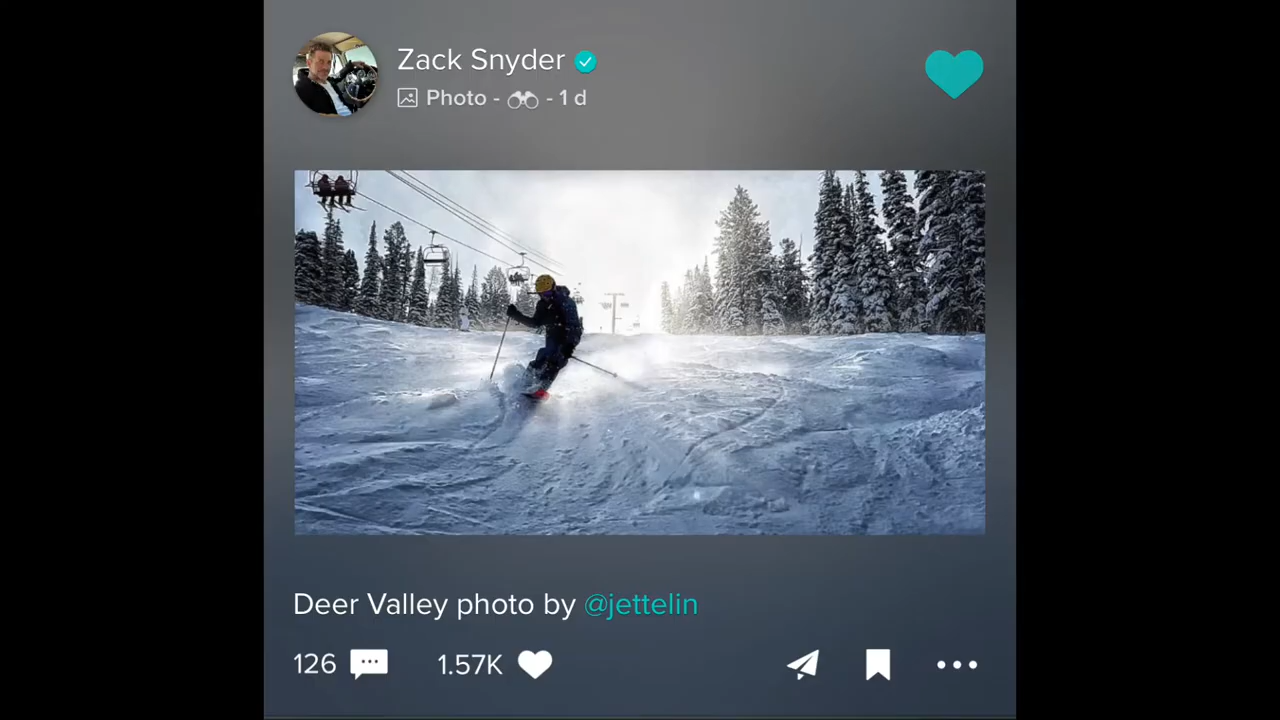 Zack Snyder
Photo - - 1 d
Deer Valley photo by @jettelin
126 1.57K